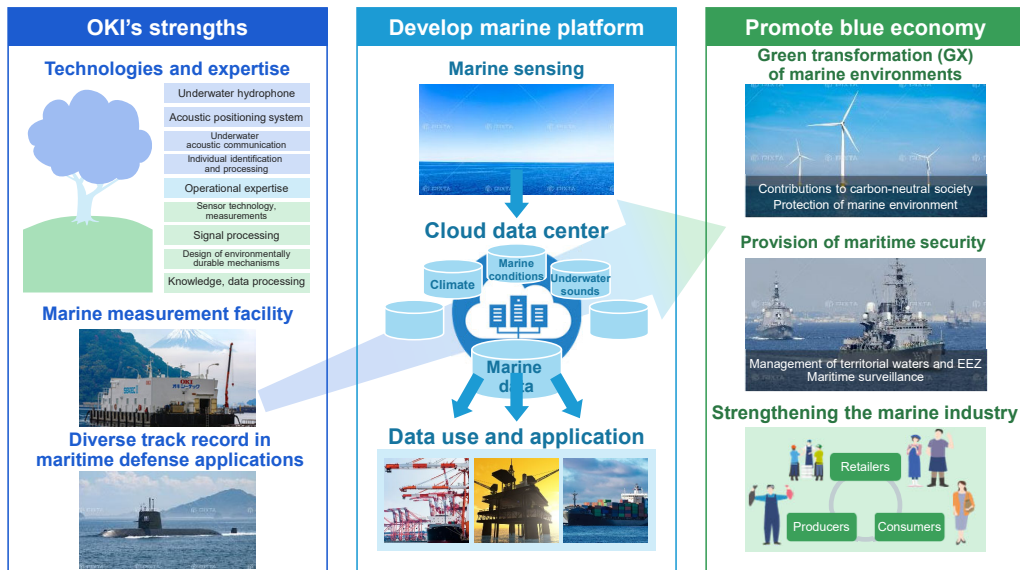 OKI's strengths
Technologies and expertise
Underwater hydrophone
Acoustic positioning system
Underwater
acoustic communication
Individual identification
and processing
Operational expertise
Sensor technology,
measurements
Signal processing
Design of environmentally
durable mechanisms
Knowledge, data processing
Marine measurement facility
OKI
Diverse track record in
maritime defense applications
Develop marine platform
Marine sensing
PIXTA
Cloud data center
Climate
Marine
conditions
Underwater
sounds
Marine
data
Data use and application
Promote blue economy
Green transformation (GX)
of marine environments
Contributions to carbon-neutral society
Protection of marine environment
Provision of maritime security
Management of territorial waters and EEZ
Maritime surveillance
Strengthening the marine industry
Retailers
Producers
Consumers